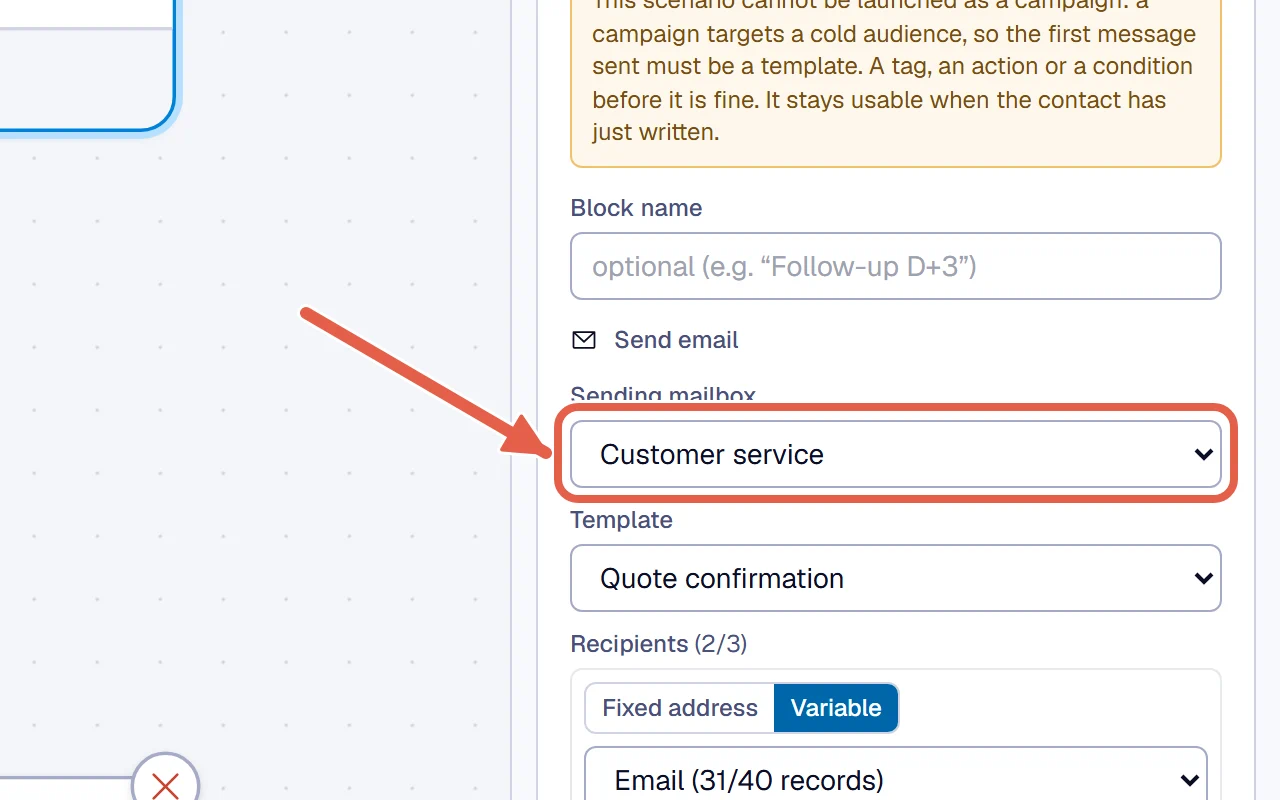 This scenario cannot be launched as a campaign: a
campaign targets a cold audience, so the first message
sent must be a template. A tag, an action or a condition
before it is fine. It stays usable when the contact has
just written.
Block name
optional (e.g. “Follow-up D+3”)
Send email
Sending mailbox
Customer service
Template
Quote confirmation
Recipients (2/3)
Fixed address
Variable
Email (31/40 records)